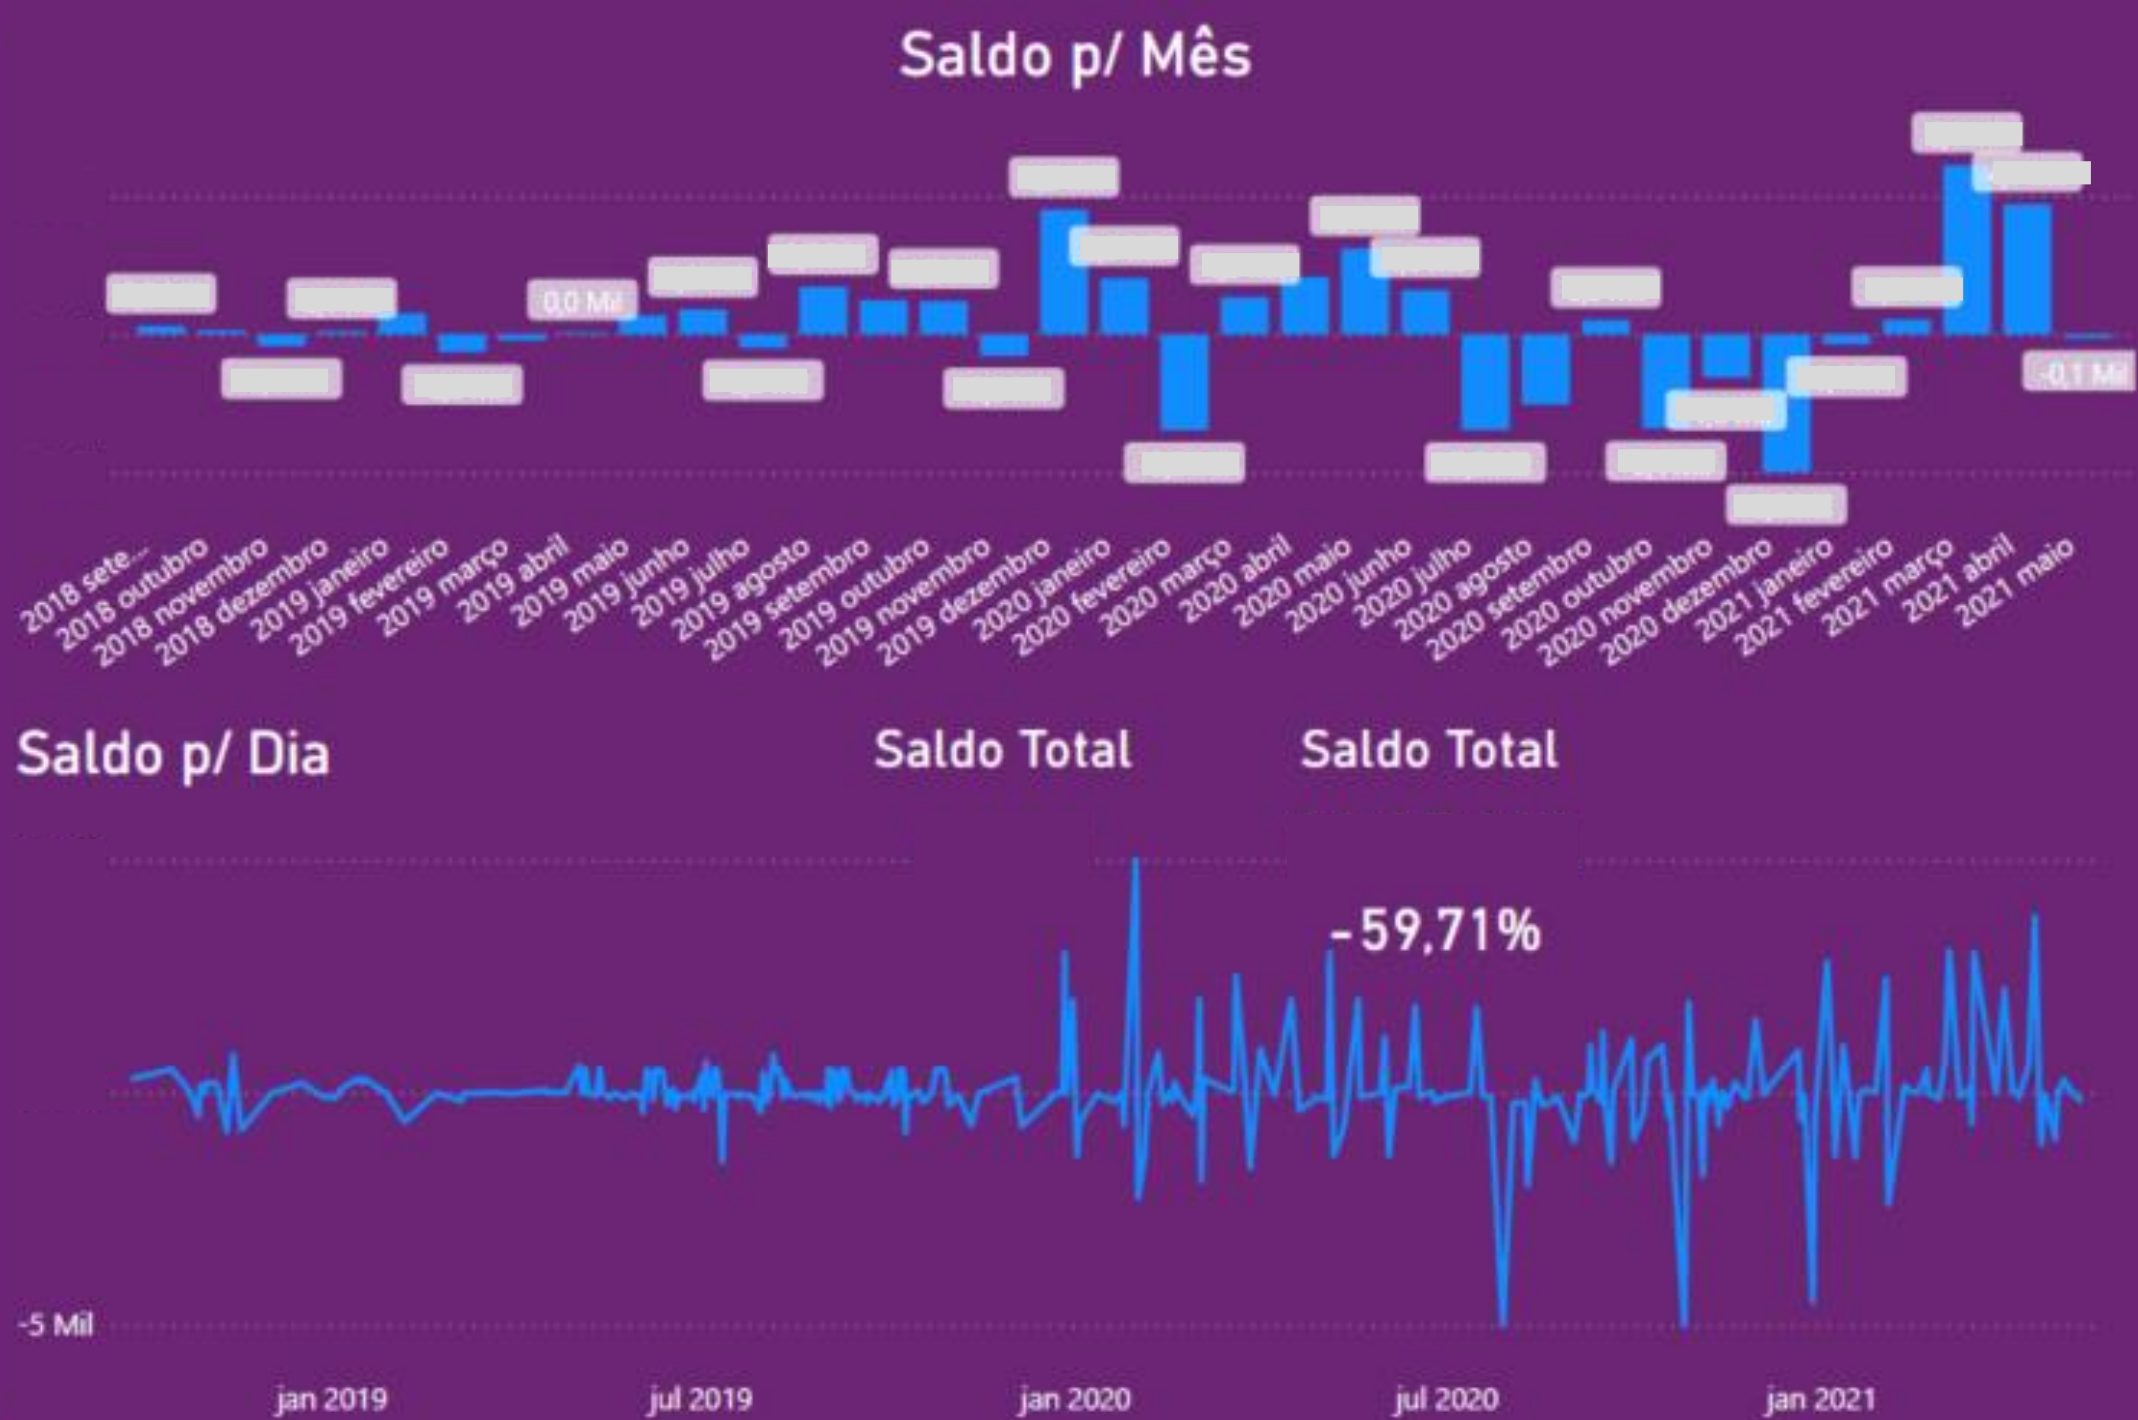 Saldo p/ Mês
0,0 Mil
-0,1 Mil
2018 sete...
2018 outubro
2018 novembro
2018 dezembro
2019 janeiro
2019 fevereiro
2019 março
2019 abril
2019 maio
2019 junho
2019 julho
2019 agosto
2019 setembro
2019 outubro
2019 novembro
2019 dezembro
2020 janeiro
2020 fevereiro
2020 março
2020 abril
2020 maio
2020 junho
2020 julho
2020 agosto
2020 setembro
2020 outubro
2020 novembro
2020 dezembro
2021 janeiro
2021 fevereiro
2021 março
2021 abril
2021 maio
Saldo p/ Dia
Saldo Total
Saldo Total
-59,71%
-5 Mil
jan 2019
jul 2019
jan 2020
jul 2020
jan 2021